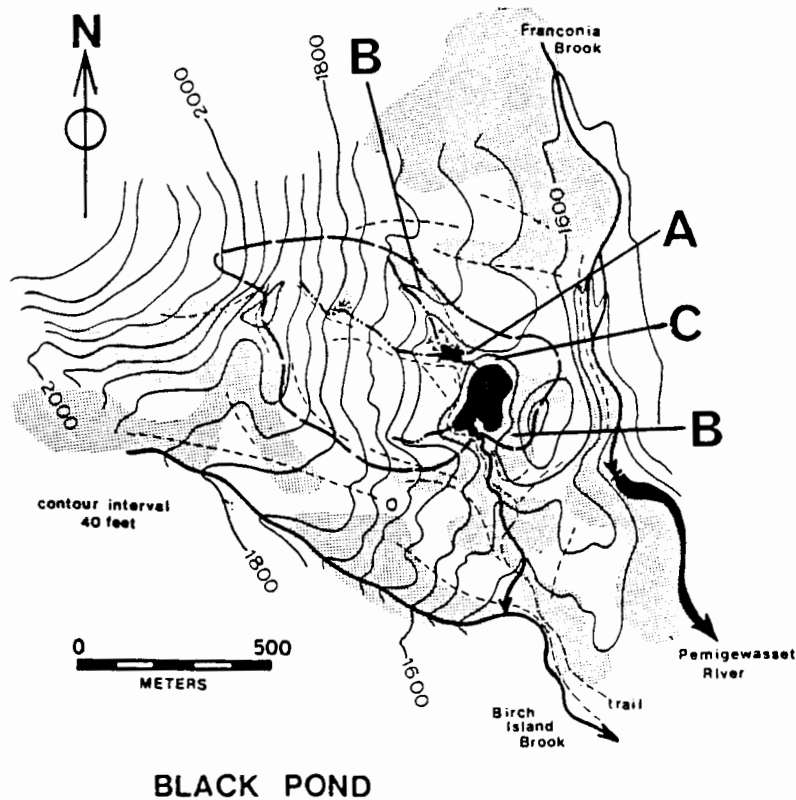 Franconia
Brook
N
B
1800
2000
1600
A
C
2000
B
contour interval
40 feet
1800
0 500
METERS
1600
Pemigewasset
River
trail
Birch
Island
Brook
BLACK POND